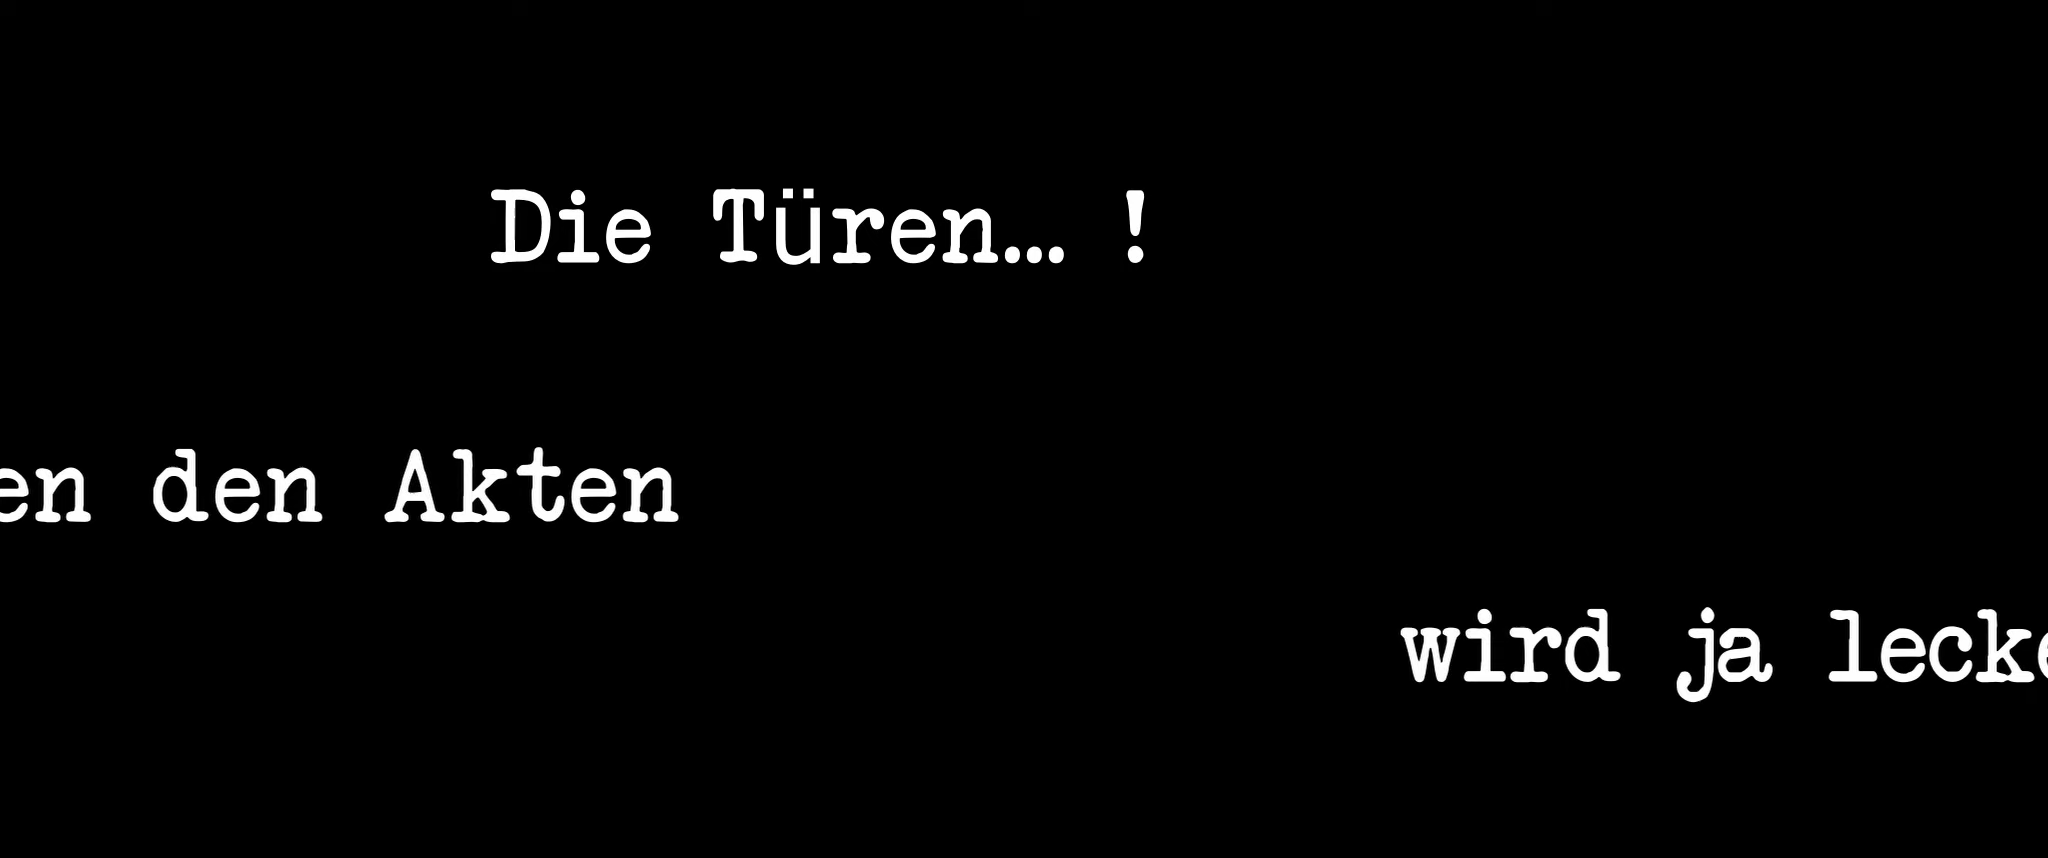 Die Türen… !
en den Akten
wird ja lecke